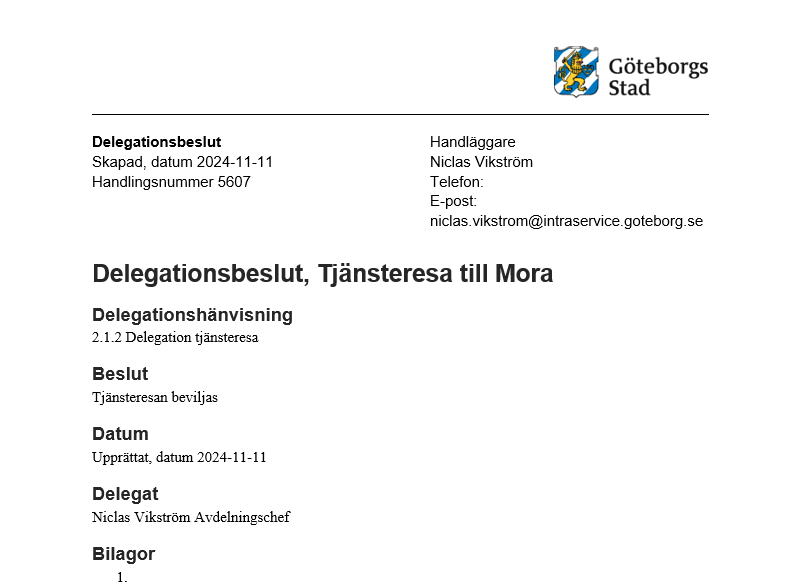 Göteborgs
Stad
Delegationsbeslut
Skapad, datum 2024-11-11
Handlingsnummer 5607
Handläggare
Niclas Vikström
Telefon:
E-post:
niclas.vikstrom@intraservice.goteborg.se
Delegationsbeslut, Tjänsteresa till Mora
Delegationshänvisning
2.1.2 Delegation tjänsteresa
Beslut
Tjänsteresan beviljas
Datum
Upprättat, datum 2024-11-11
Delegat
Niclas Vikström Avdelningschef
Bilagor
1.